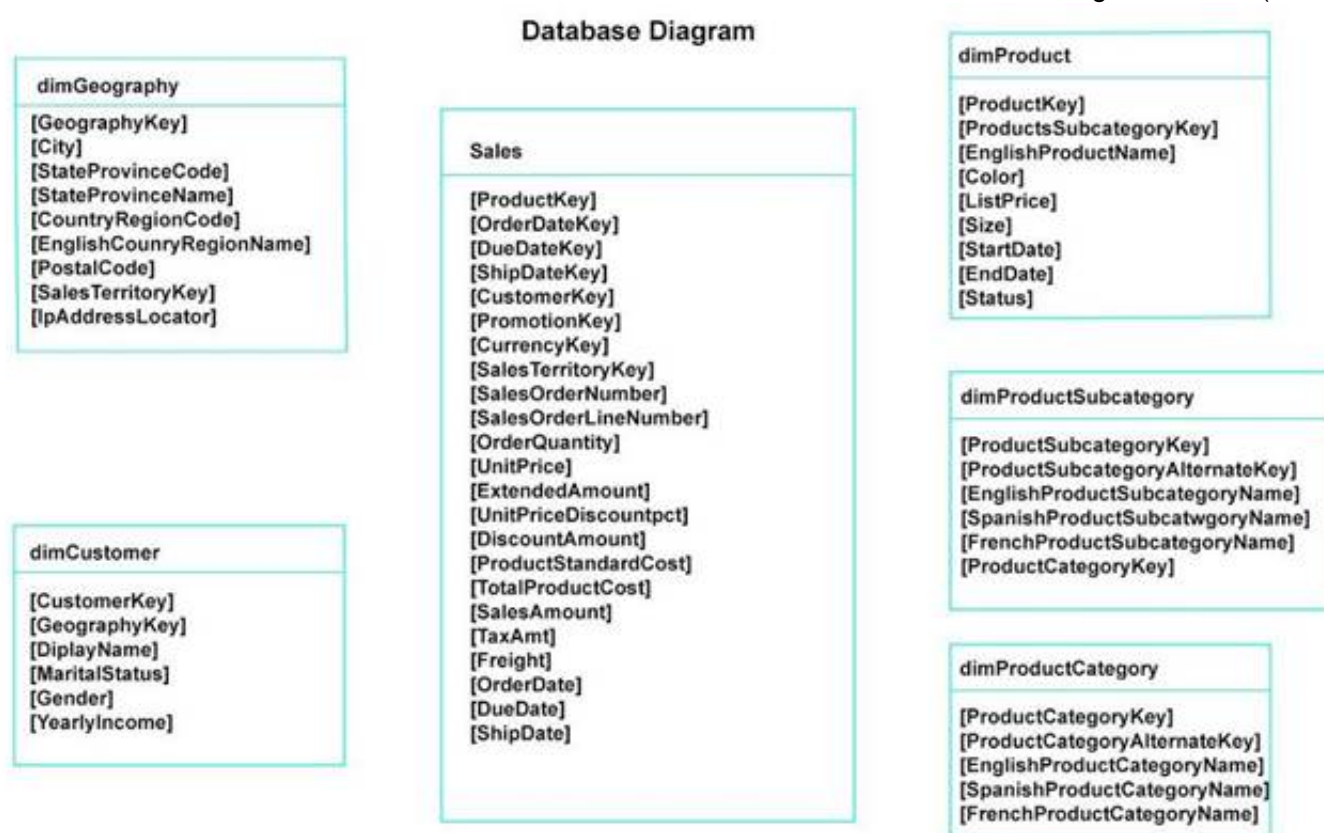 Database Diagram
dimGeography
[GeographyKey]
[City]
[StateProvinceCode]
[StateProvinceName]
[CountryRegionCode]
[EnglishCounryRegionName]
[PostalCode]
[SalesTerritoryKey]
[IpAddressLocator]
dimCustomer
[CustomerKey]
[GeographyKey]
[DiplayName]
[MaritalStatus]
[Gender]
[YearlyIncome]
Sales
[ProductKey]
[OrderDateKey]
[DueDateKey]
[ShipDateKey]
[CustomerKey]
[PromotionKey]
[CurrencyKey]
[SalesTerritoryKey]
[SalesOrderNumber]
[SalesOrderLineNumber]
[OrderQuantity]
[UnitPrice]
[ExtendedAmount]
[UnitPriceDiscountpct]
[DiscountAmount]
[ProductStandardCost]
[TotalProductCost]
[SalesAmount]
[TaxAmt]
[Freight]
[OrderDate]
[DueDate]
[ShipDate]
dimProduct
[ProductKey]
[ProductsSubcategoryKey]
[EnglishProductName]
[Color]
[ListPrice]
[Size]
[StartDate]
[EndDate]
[Status]
dimProductSubcategory
[ProductSubcategoryKey]
[ProductSubcategoryAlternateKey]
[EnglishProductSubcategoryName]
[SpanishProductSubcatwgoryName]
[FrenchProductSubcategoryName]
[ProductCategoryKey]
dimProductCategory
[ProductCategoryKey]
[ProductCategoryAlternateKey]
[EnglishProductCategoryName]
[SpanishProductCategoryName]
[FrenchProductCategoryName]